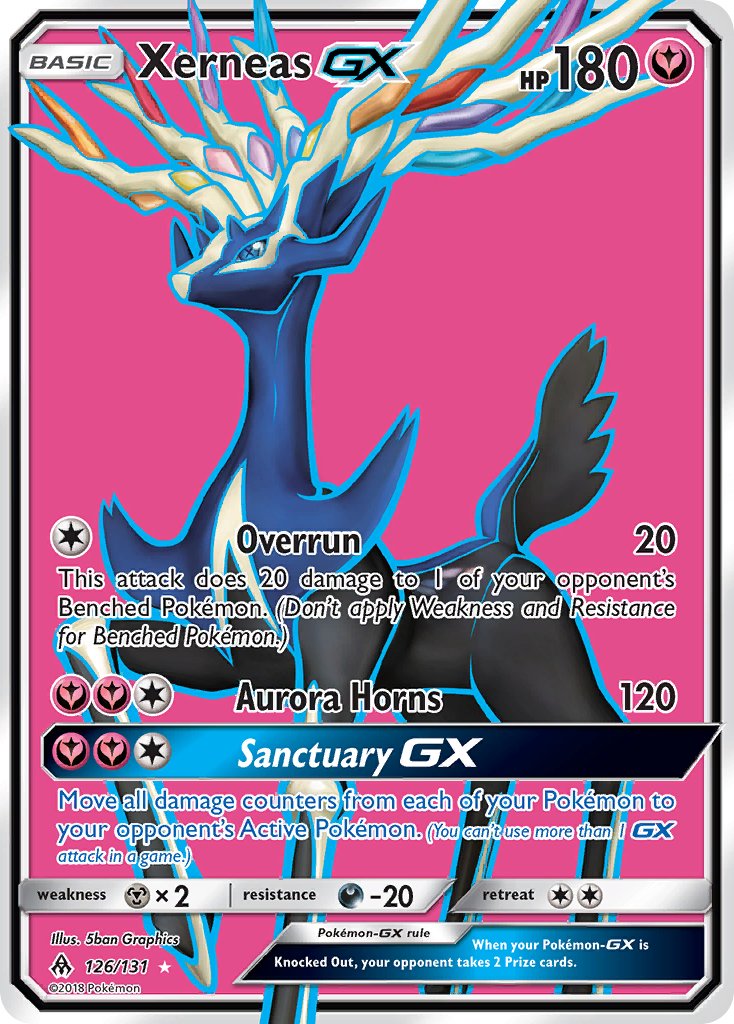 BASIC Xerneas GX HP 180
Overrun 20
This attack does 20 damage to 1 of your opponent's
Benched Pokémon. (Don't apply Weakness and Resistance
for Benched Pokémon.)
Aurora Horns 120
Sanctuary GX
Move all damage counters from each of your Pokémon to
your opponent's Active Pokémon. (You can't use more than 1 GX
attack in a game.)
weakness ×2 resistance -20 retreat
Illus. 5ban Graphics
126/131
©2018 Pokémon
Pokémon-GX rule
When your Pokémon-GX is
Knocked Out, your opponent takes 2 Prize cards.